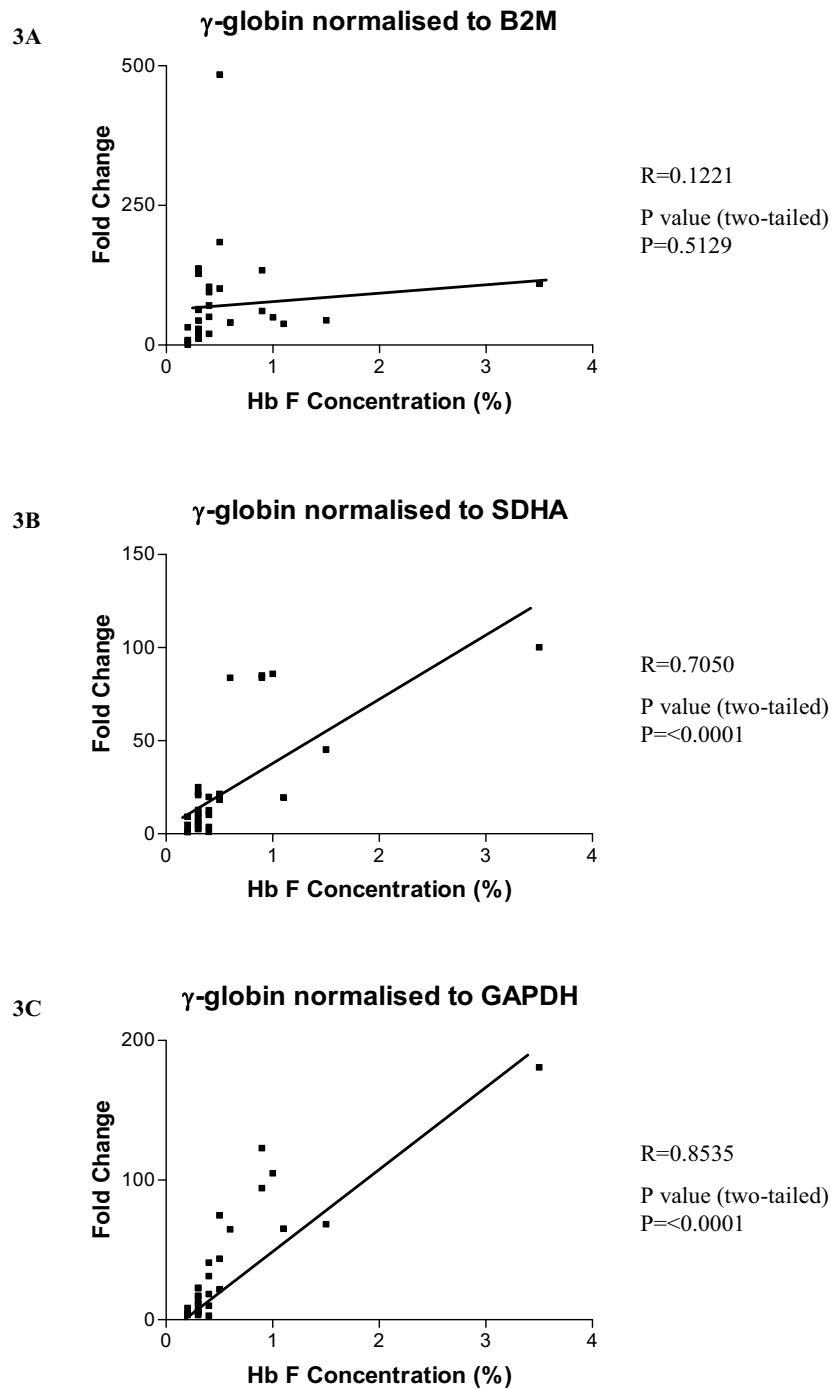 3A
γ-globin normalised to B2M
500
250
0
Fold Change
0 1 2 3 4
Hb F Concentration (%)
R=0.1221
P value (two-tailed)
P=0.5129
3B
γ-globin normalised to SDHA
150
100
50
0
Fold Change
0 1 2 3 4
Hb F Concentration (%)
R=0.7050
P value (two-tailed)
P=<0.0001
3C
γ-globin normalised to GAPDH
200
100
0
Fold Change
0 1 2 3 4
Hb F Concentration (%)
R=0.8535
P value (two-tailed)
P=<0.0001